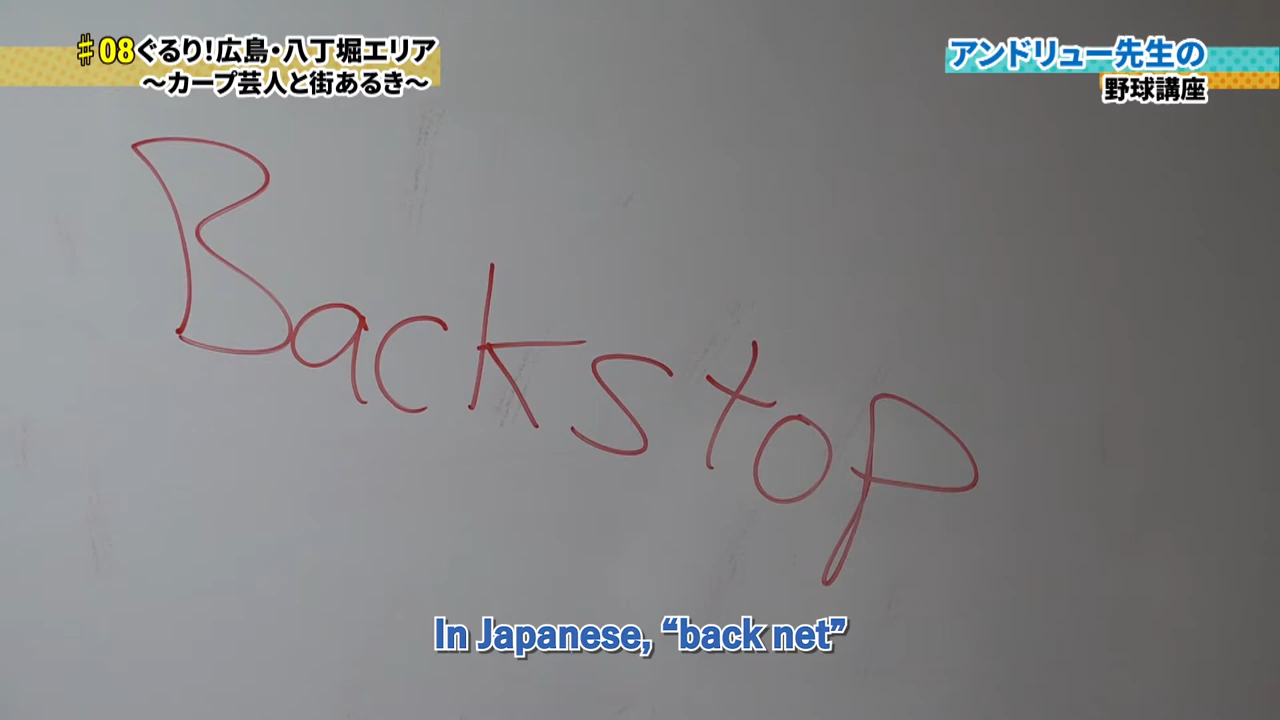 ♯08ぐるり！広島・八丁堀エリア
～カープ芸人と街あるき～
アンドリュー先生の
野球講座
Backstop
In Japanese, “back net”